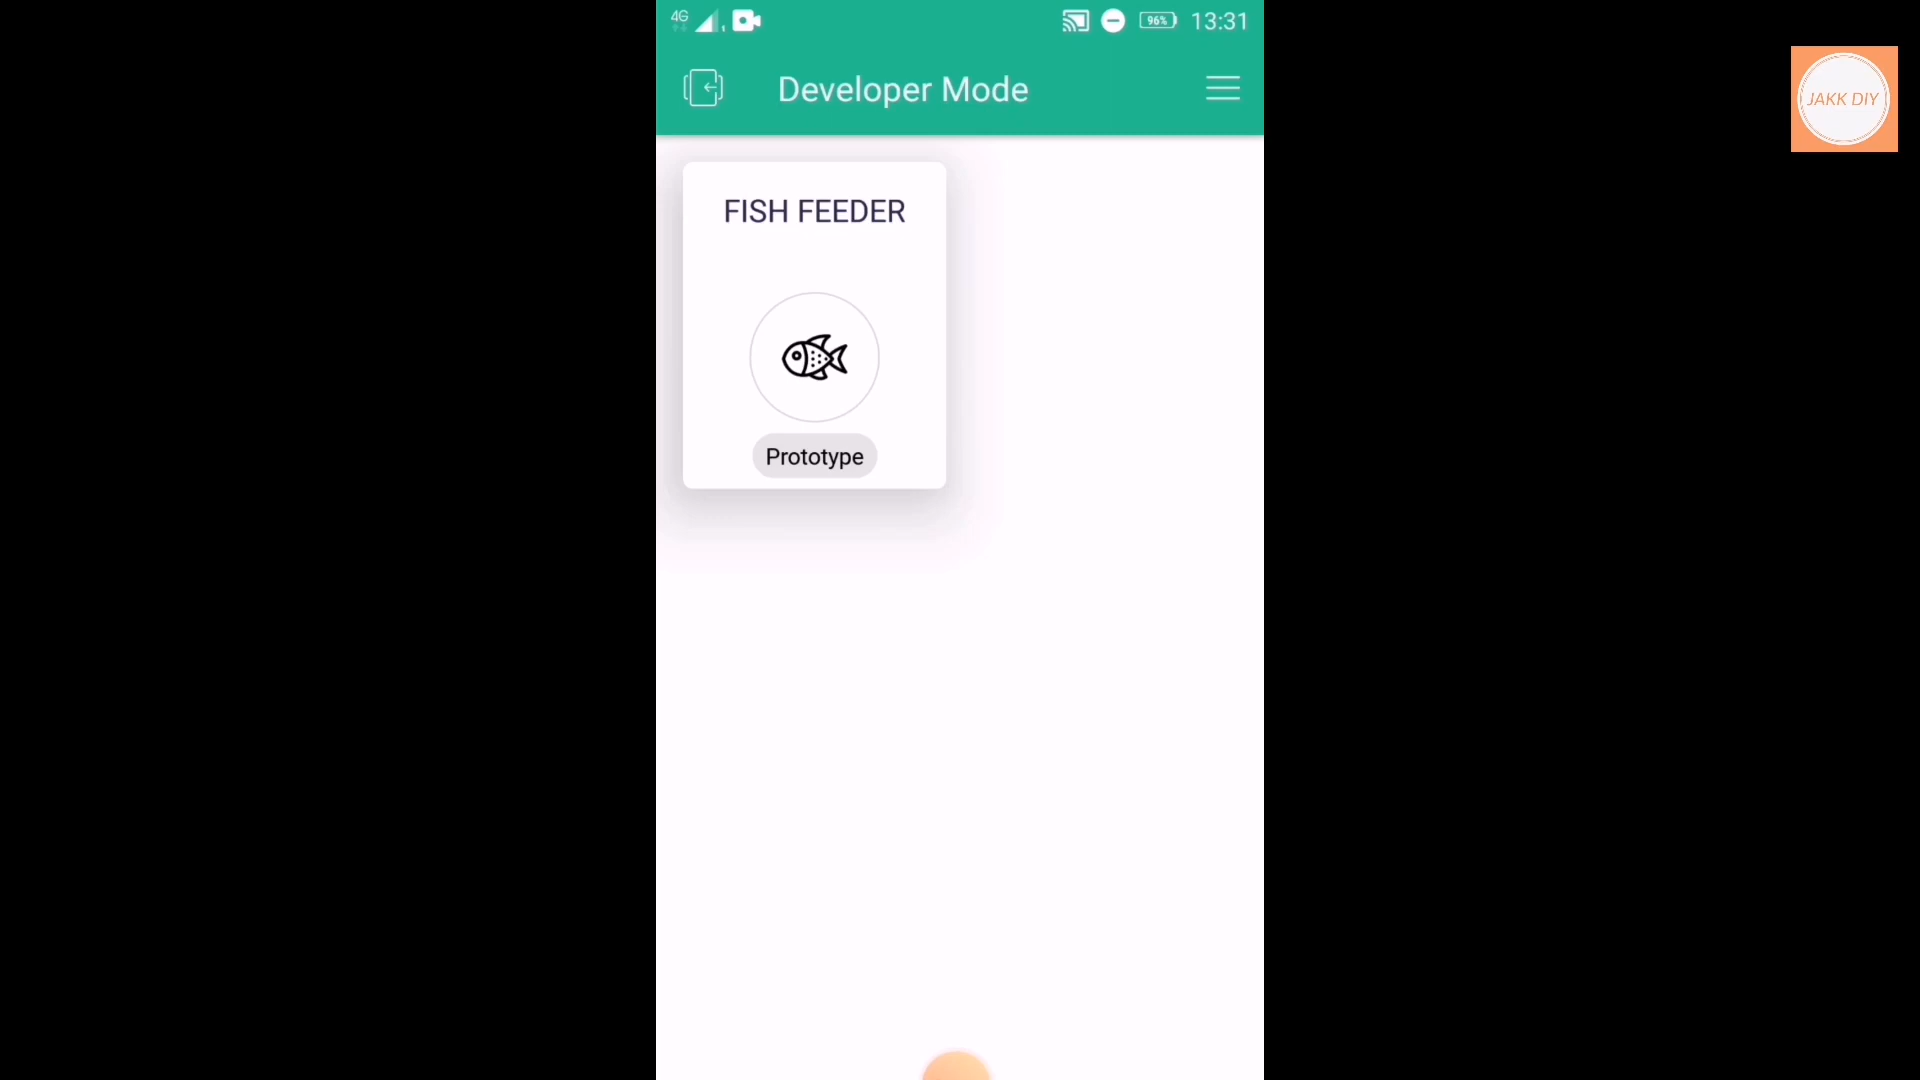 4G 96% 13:31
Developer Mode
JAKK DIY
FISH FEEDER
Prototype